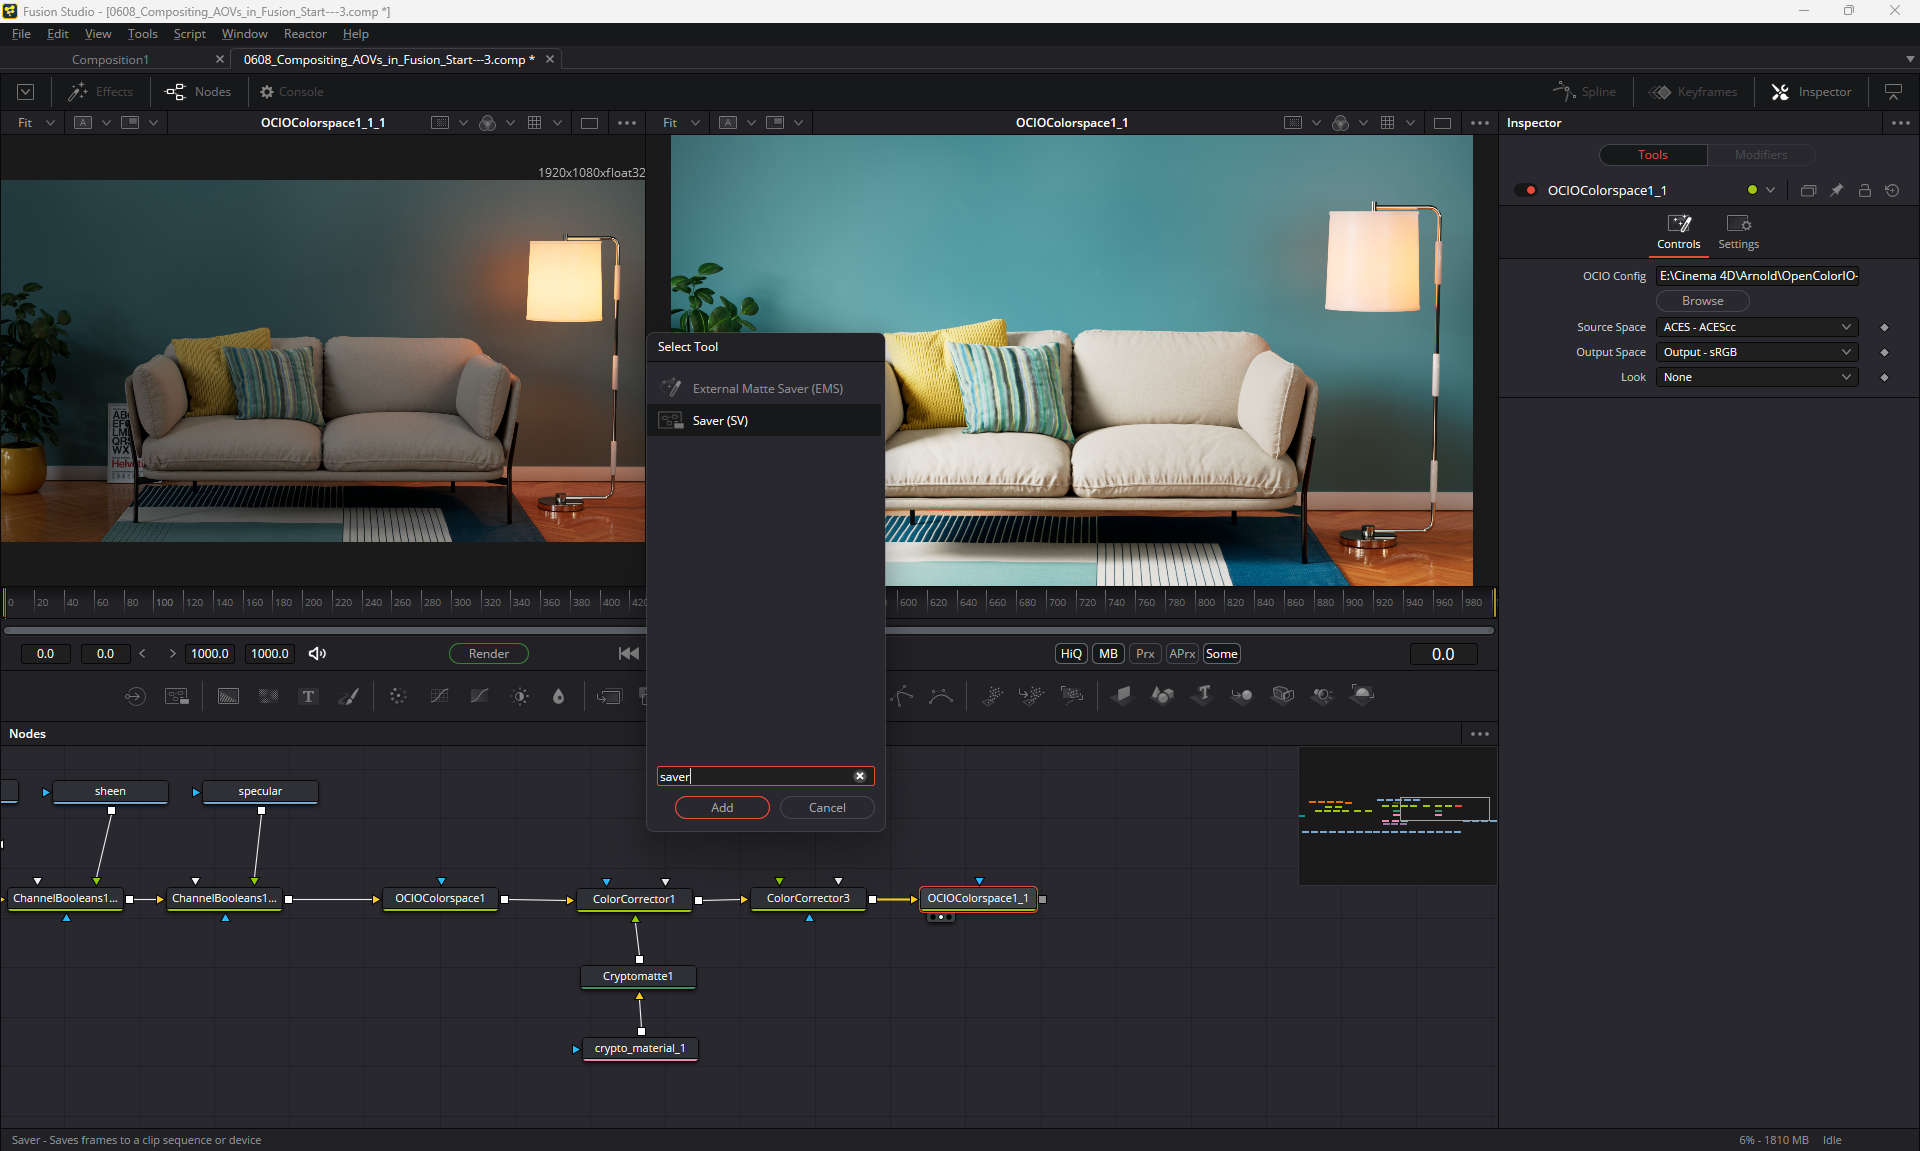 Fusion Studio - [0608_Compositing_AOVs_in_Fusion_Start---3.comp *]
File Edit View Tools Script Window Reactor Help
Composition1
0608_Compositing_AOVs_in_Fusion_Start---3.comp *
Effects Nodes Console Spline Keyframes Inspector
Fit A OCIOColorspace1_1_1 Fit A OCIOColorspace1_1
Inspector
1920x1080xfloat32
Tools Modifiers
OCIOColorspace1_1
Controls Settings
OCIO Config E:\Cinema 4D\Arnold\OpenColorIO-
Browse
Source Space ACES - ACEScc
Output Space Output - sRGB
Look None
Select Tool
External Matte Saver (EMS)
Saver (SV)
saver
Add Cancel
0 20 40 60 80 100 120 140 160 180 200 220 240 260 280 300 320 340 360 380 400 420 600 620 640 660 680 700 720 740 760 780 800 820 840 860 880 900 920 940 960 980
0.0 0.0 < > 1000.0 1000.0 Render HiQ MB Prx APrx Some 0.0
T
Nodes
sheen specular
ChannelBooleans1... ChannelBooleans1... OCIOColorspace1 ColorCorrector1 ColorCorrector3 OCIOColorspace1_1
Cryptomatte1
crypto_material_1
Saver - Saves frames to a clip sequence or device
6% - 1810 MB Idle